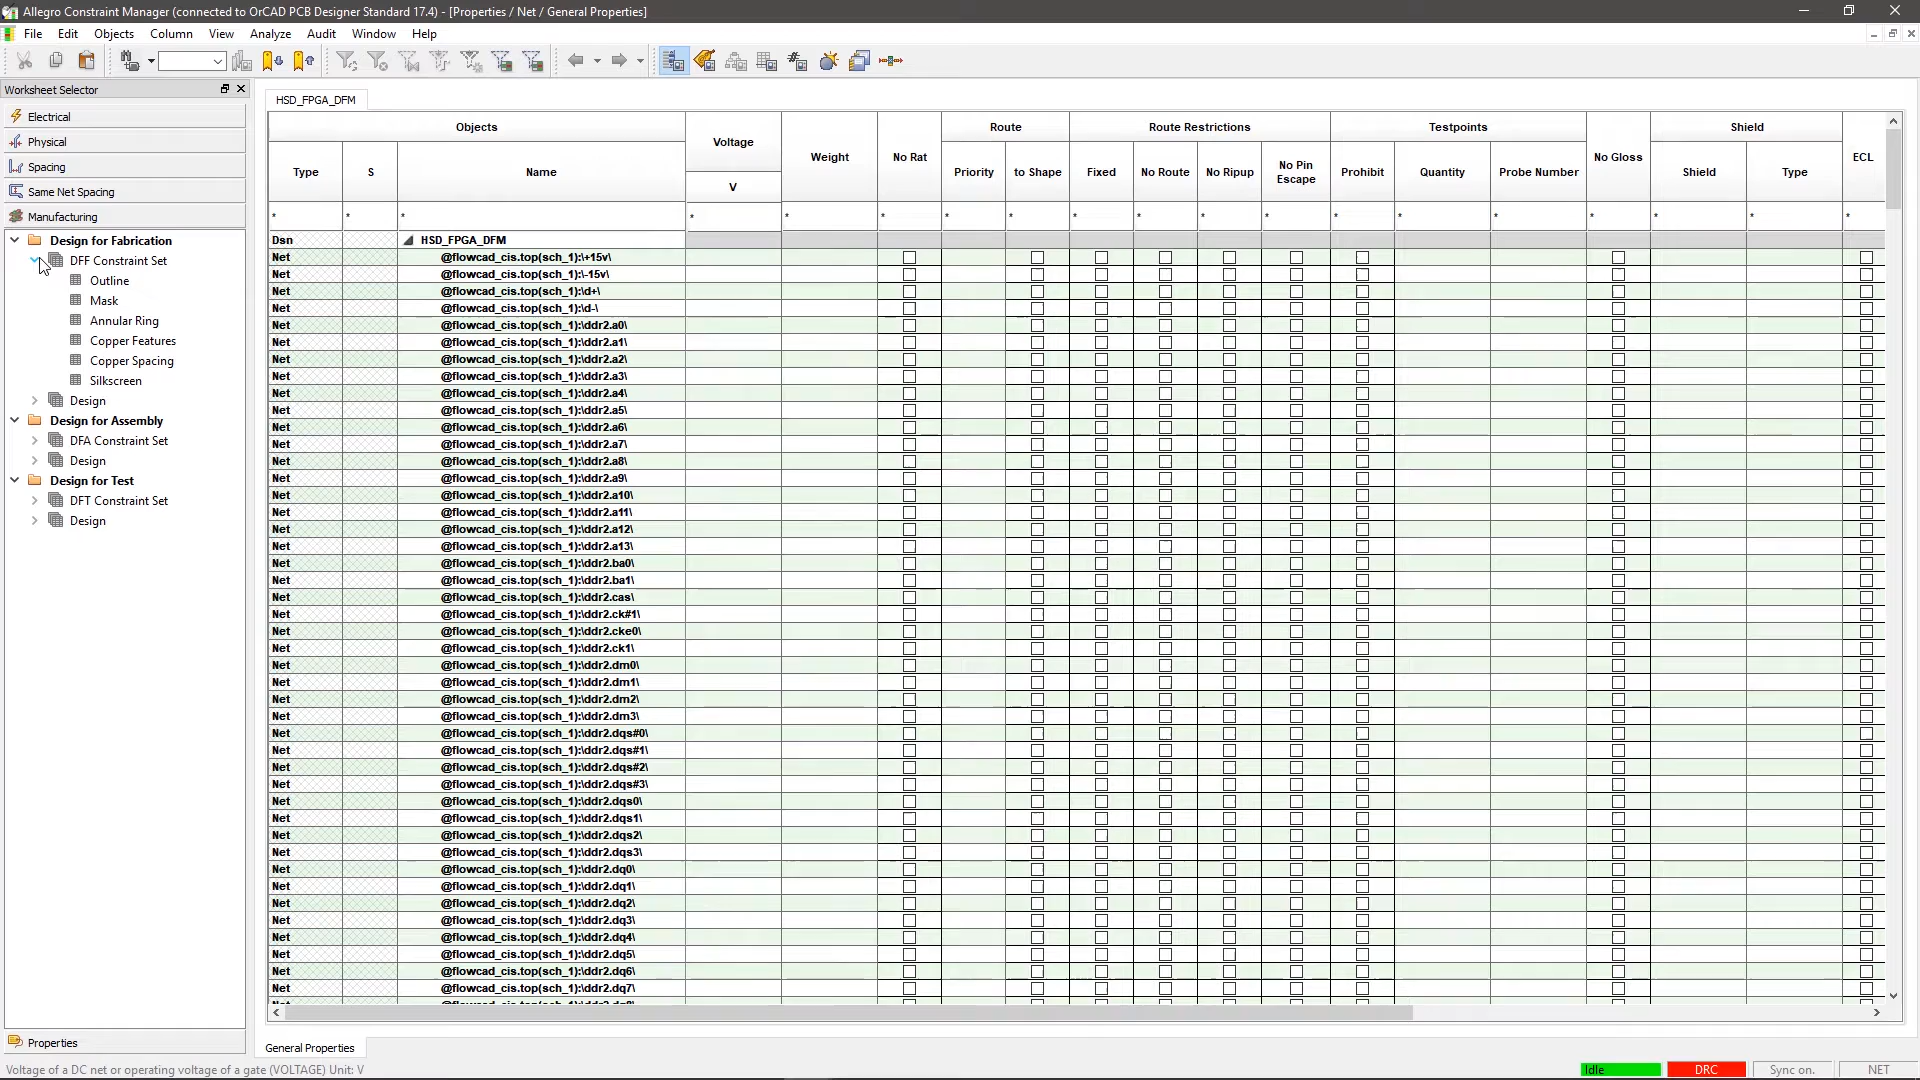 Allegro Constraint Manager (connected to OrCAD PCB Designer Standard 17.4) - [Properties / Net / General Properties]
File Edit Objects Column View Analyze Audit Window Help
Worksheet Selector
Electrical
Physical
Spacing
Same Net Spacing
Manufacturing
Design for Fabrication
DFF Constraint Set
Outline
Mask
Annular Ring
Copper Features
Copper Spacing
Silkscreen
Design
Design for Assembly
DFA Constraint Set
Design
Design for Test
DFT Constraint Set
Design
Properties
HSD_FPGA_DFM
Objects Voltage Weight No Rat Route Route Restrictions Testpoints No Gloss Shield ECL
Type S Name V Priority to Shape Fixed No Route No Ripup No Pin Escape Prohibit Quantity Probe Number Shield Type
* * * * * * * * * * * * * * * * * * *
Dsn HSD_FPGA_DFM
Net @flowcad_cis.top(sch_1):\+15v\
Net @flowcad_cis.top(sch_1):\-15v\
Net @flowcad_cis.top(sch_1):\d+\
Net @flowcad_cis.top(sch_1):\d-\
Net @flowcad_cis.top(sch_1):\ddr2.a0\
Net @flowcad_cis.top(sch_1):\ddr2.a1\
Net @flowcad_cis.top(sch_1):\ddr2.a2\
Net @flowcad_cis.top(sch_1):\ddr2.a3\
Net @flowcad_cis.top(sch_1):\ddr2.a4\
Net @flowcad_cis.top(sch_1):\ddr2.a5\
Net @flowcad_cis.top(sch_1):\ddr2.a6\
Net @flowcad_cis.top(sch_1):\ddr2.a7\
Net @flowcad_cis.top(sch_1):\ddr2.a8\
Net @flowcad_cis.top(sch_1):\ddr2.a9\
Net @flowcad_cis.top(sch_1):\ddr2.a10\
Net @flowcad_cis.top(sch_1):\ddr2.a11\
Net @flowcad_cis.top(sch_1):\ddr2.a12\
Net @flowcad_cis.top(sch_1):\ddr2.a13\
Net @flowcad_cis.top(sch_1):\ddr2.ba0\
Net @flowcad_cis.top(sch_1):\ddr2.ba1\
Net @flowcad_cis.top(sch_1):\ddr2.cas\
Net @flowcad_cis.top(sch_1):\ddr2.ck#1\
Net @flowcad_cis.top(sch_1):\ddr2.cke0\
Net @flowcad_cis.top(sch_1):\ddr2.ck1\
Net @flowcad_cis.top(sch_1):\ddr2.dm0\
Net @flowcad_cis.top(sch_1):\ddr2.dm1\
Net @flowcad_cis.top(sch_1):\ddr2.dm2\
Net @flowcad_cis.top(sch_1):\ddr2.dm3\
Net @flowcad_cis.top(sch_1):\ddr2.dqs#0\
Net @flowcad_cis.top(sch_1):\ddr2.dqs#1\
Net @flowcad_cis.top(sch_1):\ddr2.dqs#2\
Net @flowcad_cis.top(sch_1):\ddr2.dqs#3\
Net @flowcad_cis.top(sch_1):\ddr2.dqs0\
Net @flowcad_cis.top(sch_1):\ddr2.dqs1\
Net @flowcad_cis.top(sch_1):\ddr2.dqs2\
Net @flowcad_cis.top(sch_1):\ddr2.dqs3\
Net @flowcad_cis.top(sch_1):\ddr2.dq0\
Net @flowcad_cis.top(sch_1):\ddr2.dq1\
Net @flowcad_cis.top(sch_1):\ddr2.dq2\
Net @flowcad_cis.top(sch_1):\ddr2.dq3\
Net @flowcad_cis.top(sch_1):\ddr2.dq4\
Net @flowcad_cis.top(sch_1):\ddr2.dq5\
Net @flowcad_cis.top(sch_1):\ddr2.dq6\
Net @flowcad_cis.top(sch_1):\ddr2.dq7\
General Properties
Voltage of a DC net or operating voltage of a gate (VOLTAGE) Unit: V
Idle DRC Sync on. NET